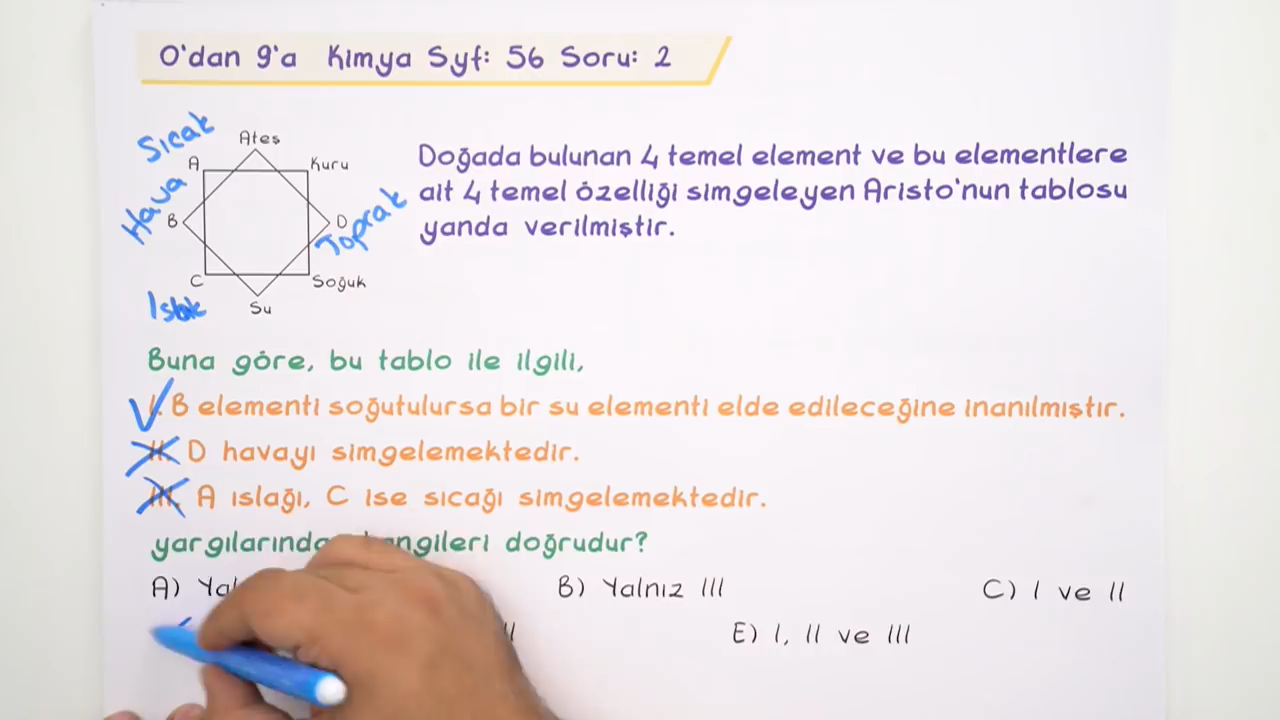 0'dan 9'a Kimya Syf: 56 Soru: 2
Sıcak
Ateş
A
Kuru
Hava
B
D
Toprak
C
Soğuk
Islak
Su
Doğada bulunan 4 temel element ve bu elementlere
ait 4 temel özelliği simgeleyen Aristo'nun tablosu
yanda verilmiştir.
Buna göre, bu tablo ile ilgili,
I. B elementi soğutulursa bir su elementi elde edileceğine inanılmıştır.
II. D havayı simgelemektedir.
III. A ıslağı, C ise sıcağı simgelemektedir.
doğrudur?
A) B) Yalnız III C) I ve II
E) I, II ve III